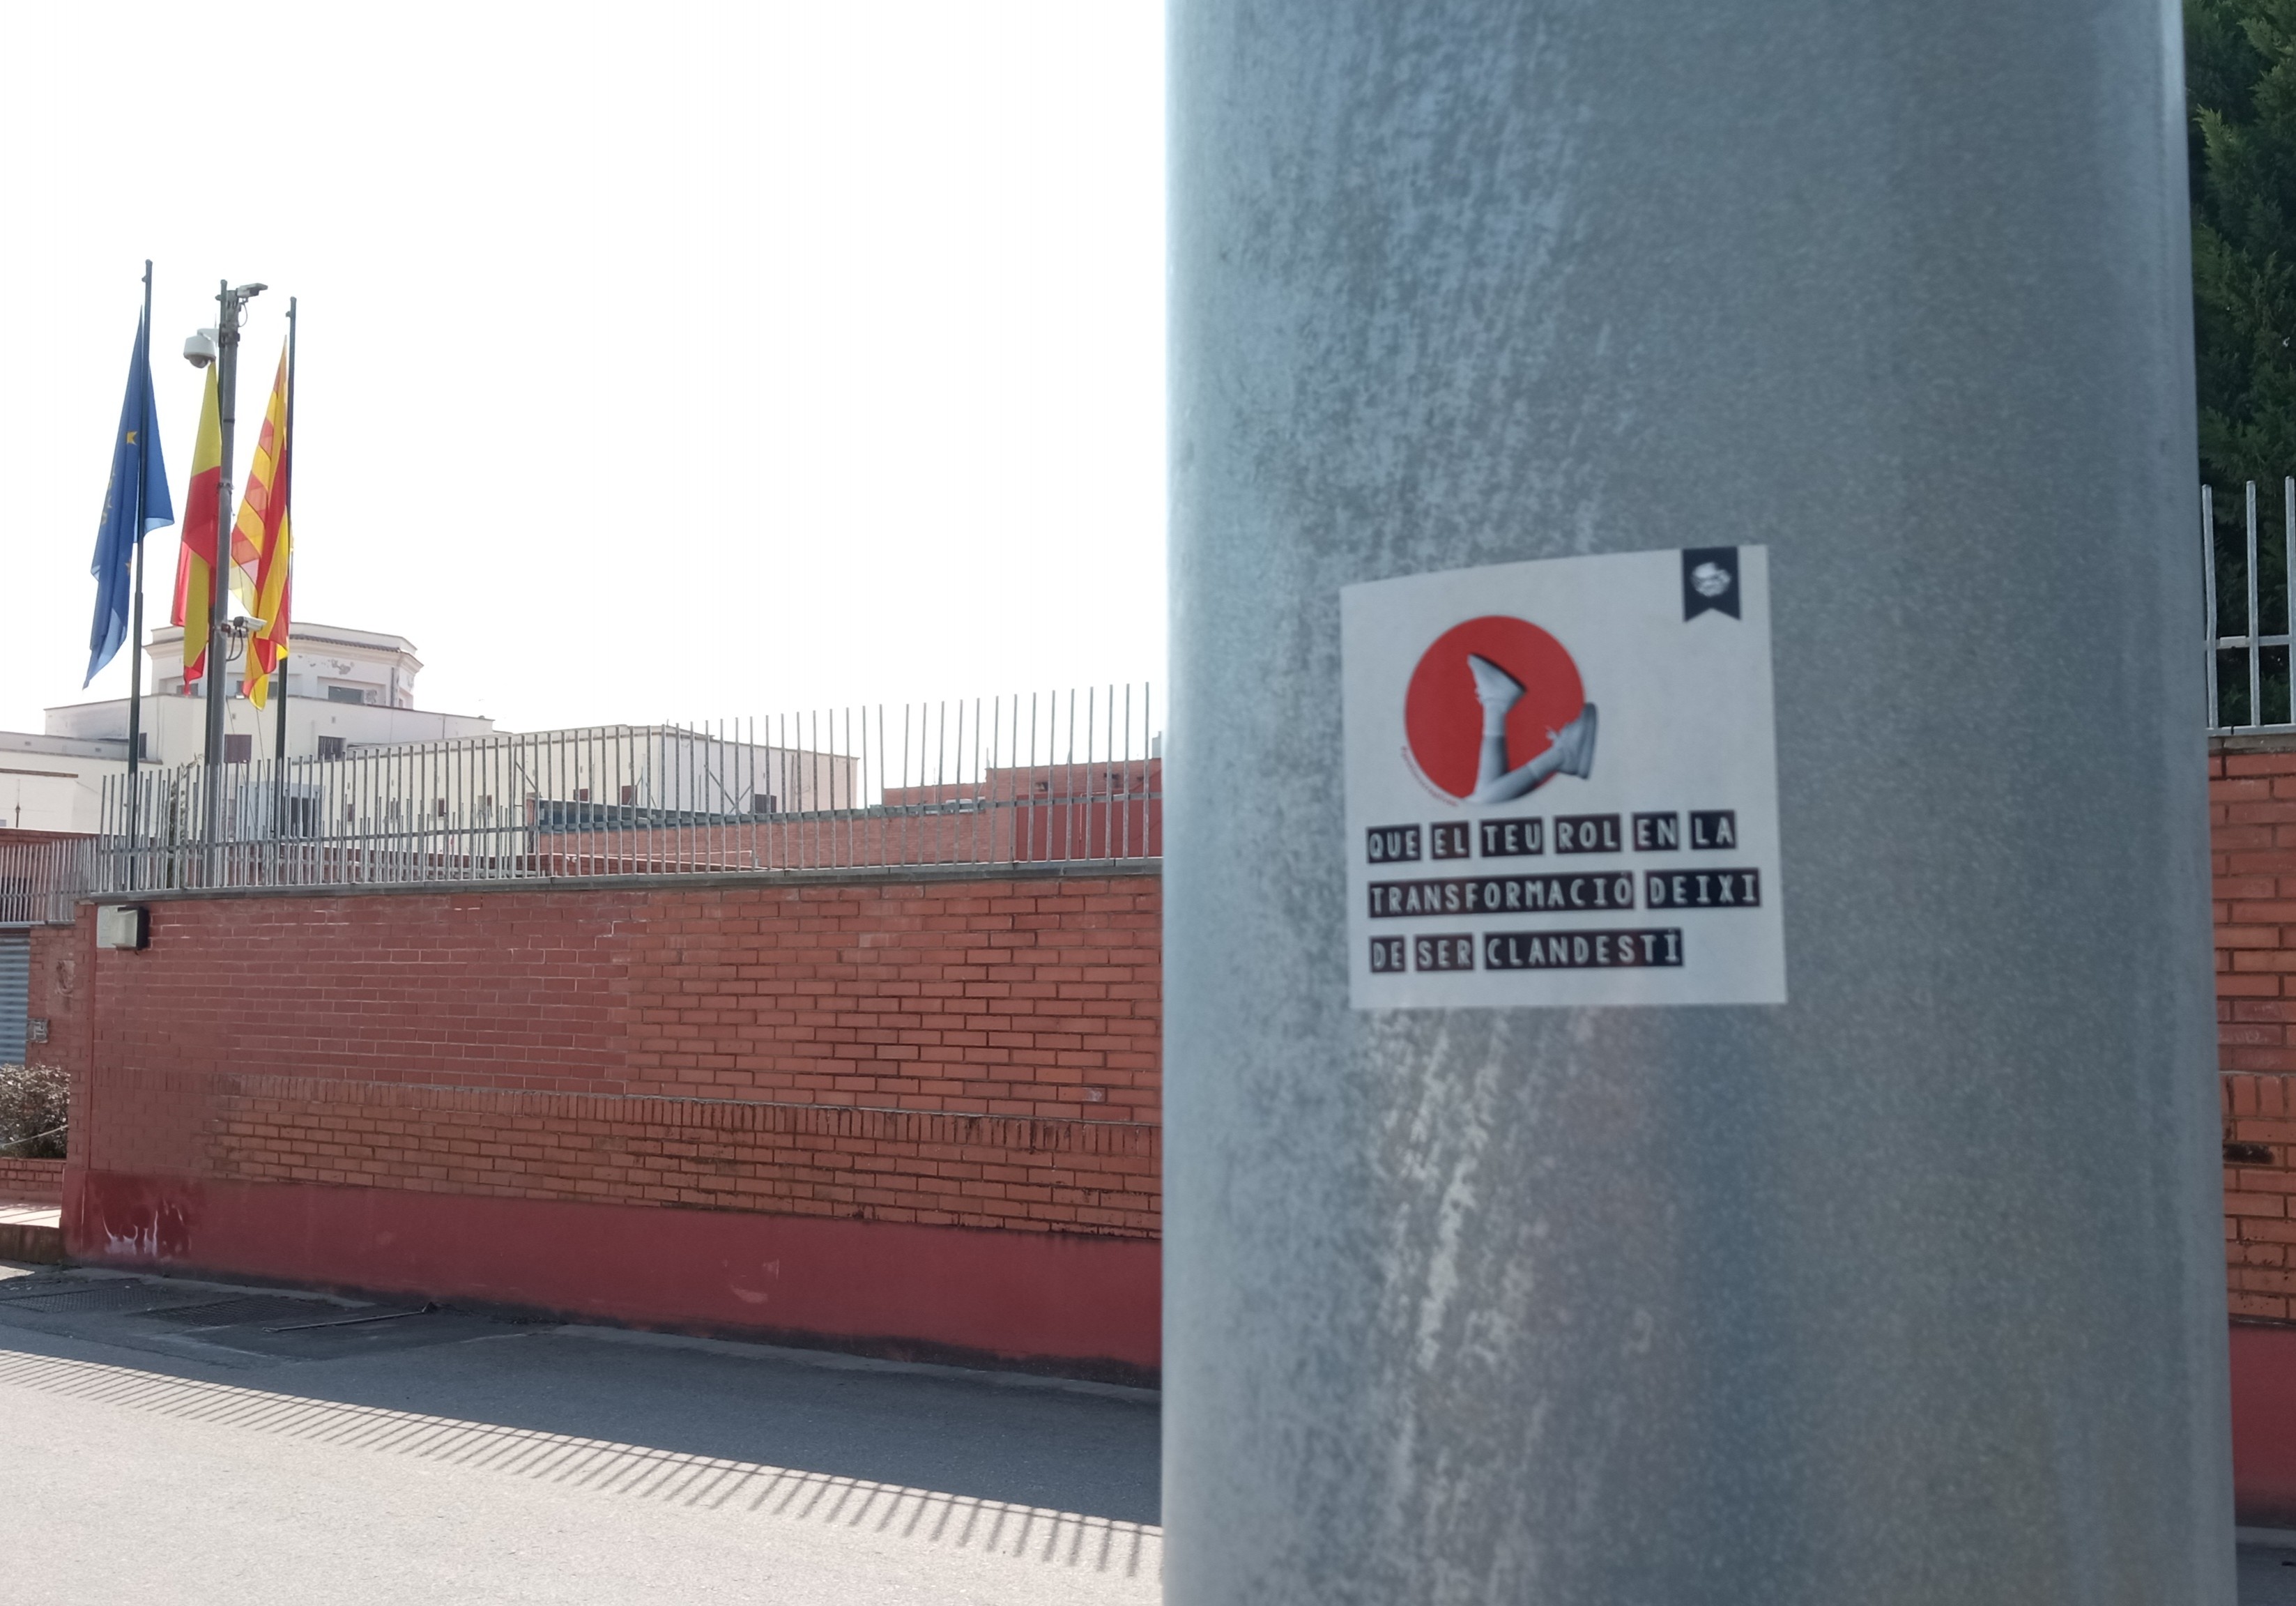 QUE EL TEU ROL EN LA
TRANSFORMACIÓ DEIXI
DE SER CLANDESTÍ